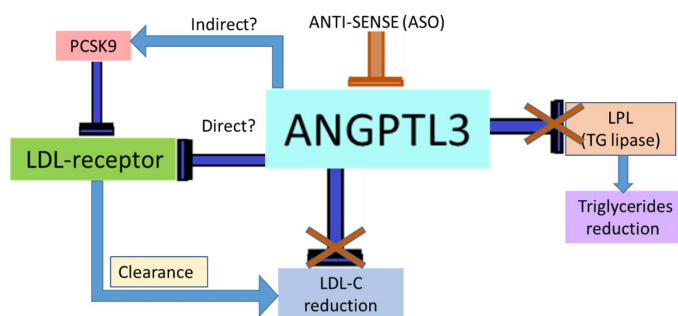 Indirect?
ANTI-SENSE (ASO)
PCSK9
Direct?
ANGPTL3
LPL
(TG lipase)
LDL-receptor
Triglycerides
reduction
Clearance
LDL-C
reduction